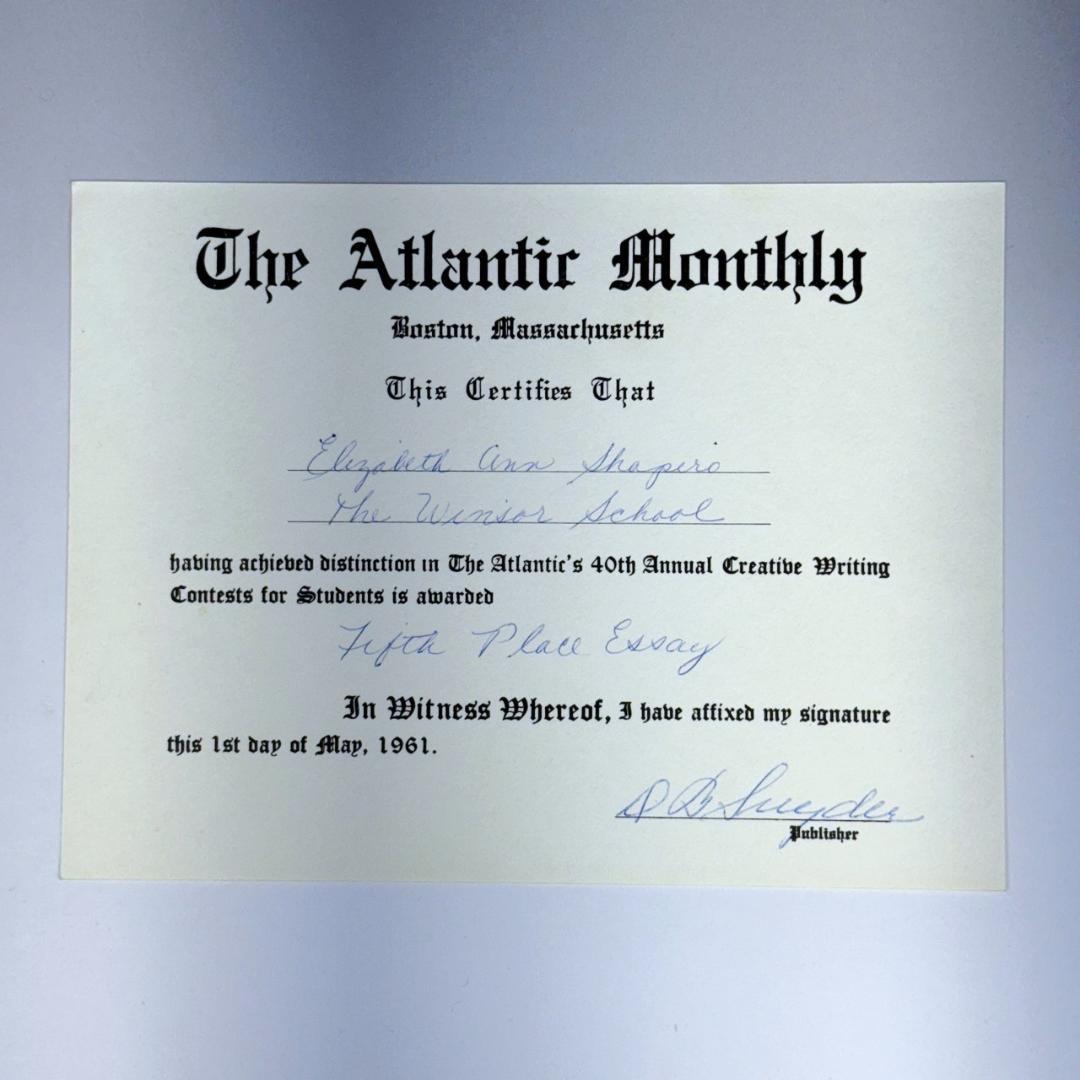 The Atlantic Monthly
Boston, Massachusetts
This Certifies That
Elizabeth Ann Shapiro
The Winsor School
having achieved distinction in The Atlantic's 40th Annual Creative Writing
Contests for Students is awarded
Fifth Place Essay
In Witness Whereof, I have affixed my signature
this 1st day of May, 1961.
D B Snyder
Publisher